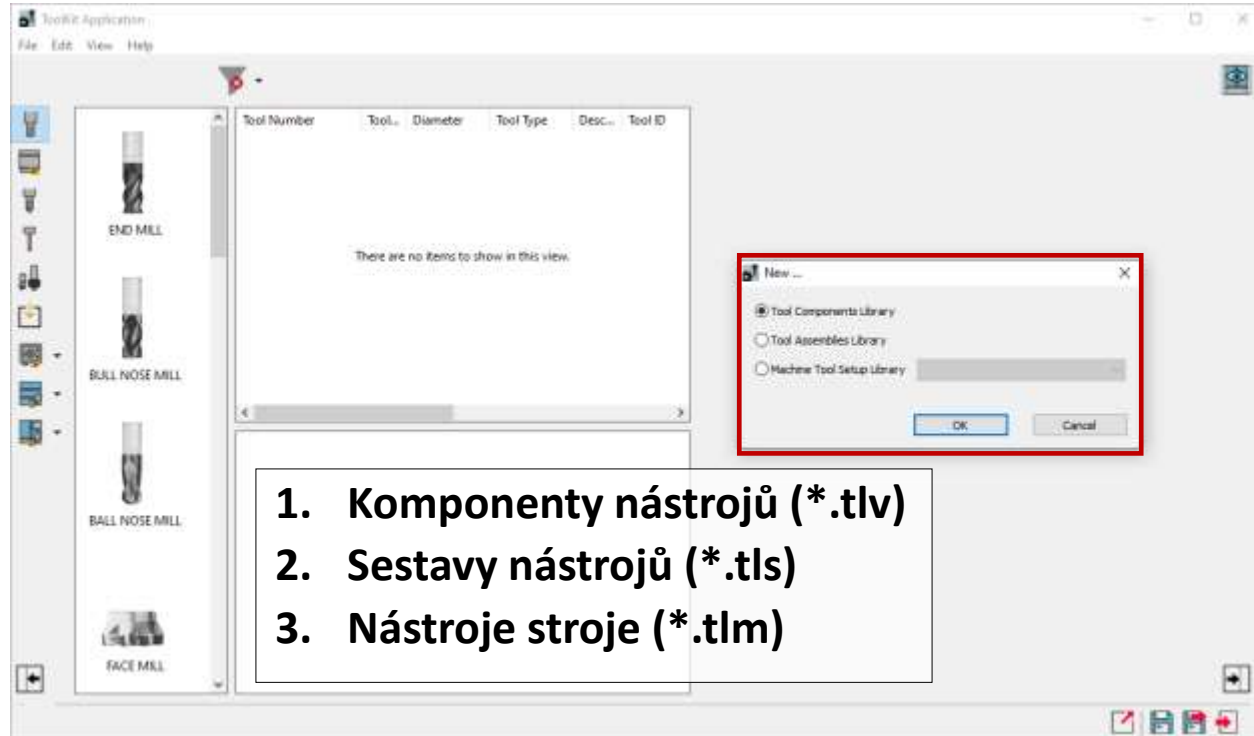 ToolKit Application
File Edit View Help
Tool Number Tool... Diameter Tool Type Desc... Tool ID
END MILL
There are no items to show in this view.
BULL NOSE MILL
BALL NOSE MILL
FACE MILL
New ...
Tool Components Library
Tool Assemblies Library
Machine Tool Setup Library
OK Cancel
1. Komponenty nástrojů (*.tlv)
2. Sestavy nástrojů (*.tls)
3. Nástroje stroje (*.tlm)